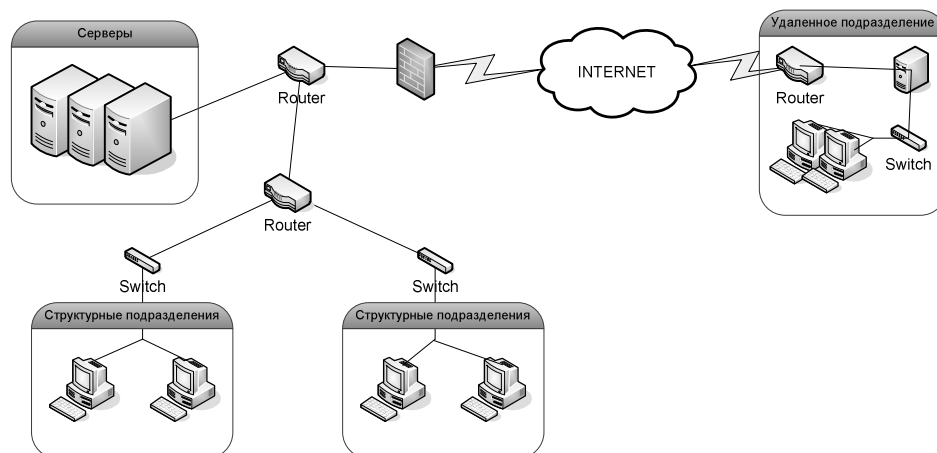 Серверы
Router
INTERNET
Удаленное подразделение
Router
Switch
Router
Switch
Switch
Структурные подразделения
Структурные подразделения